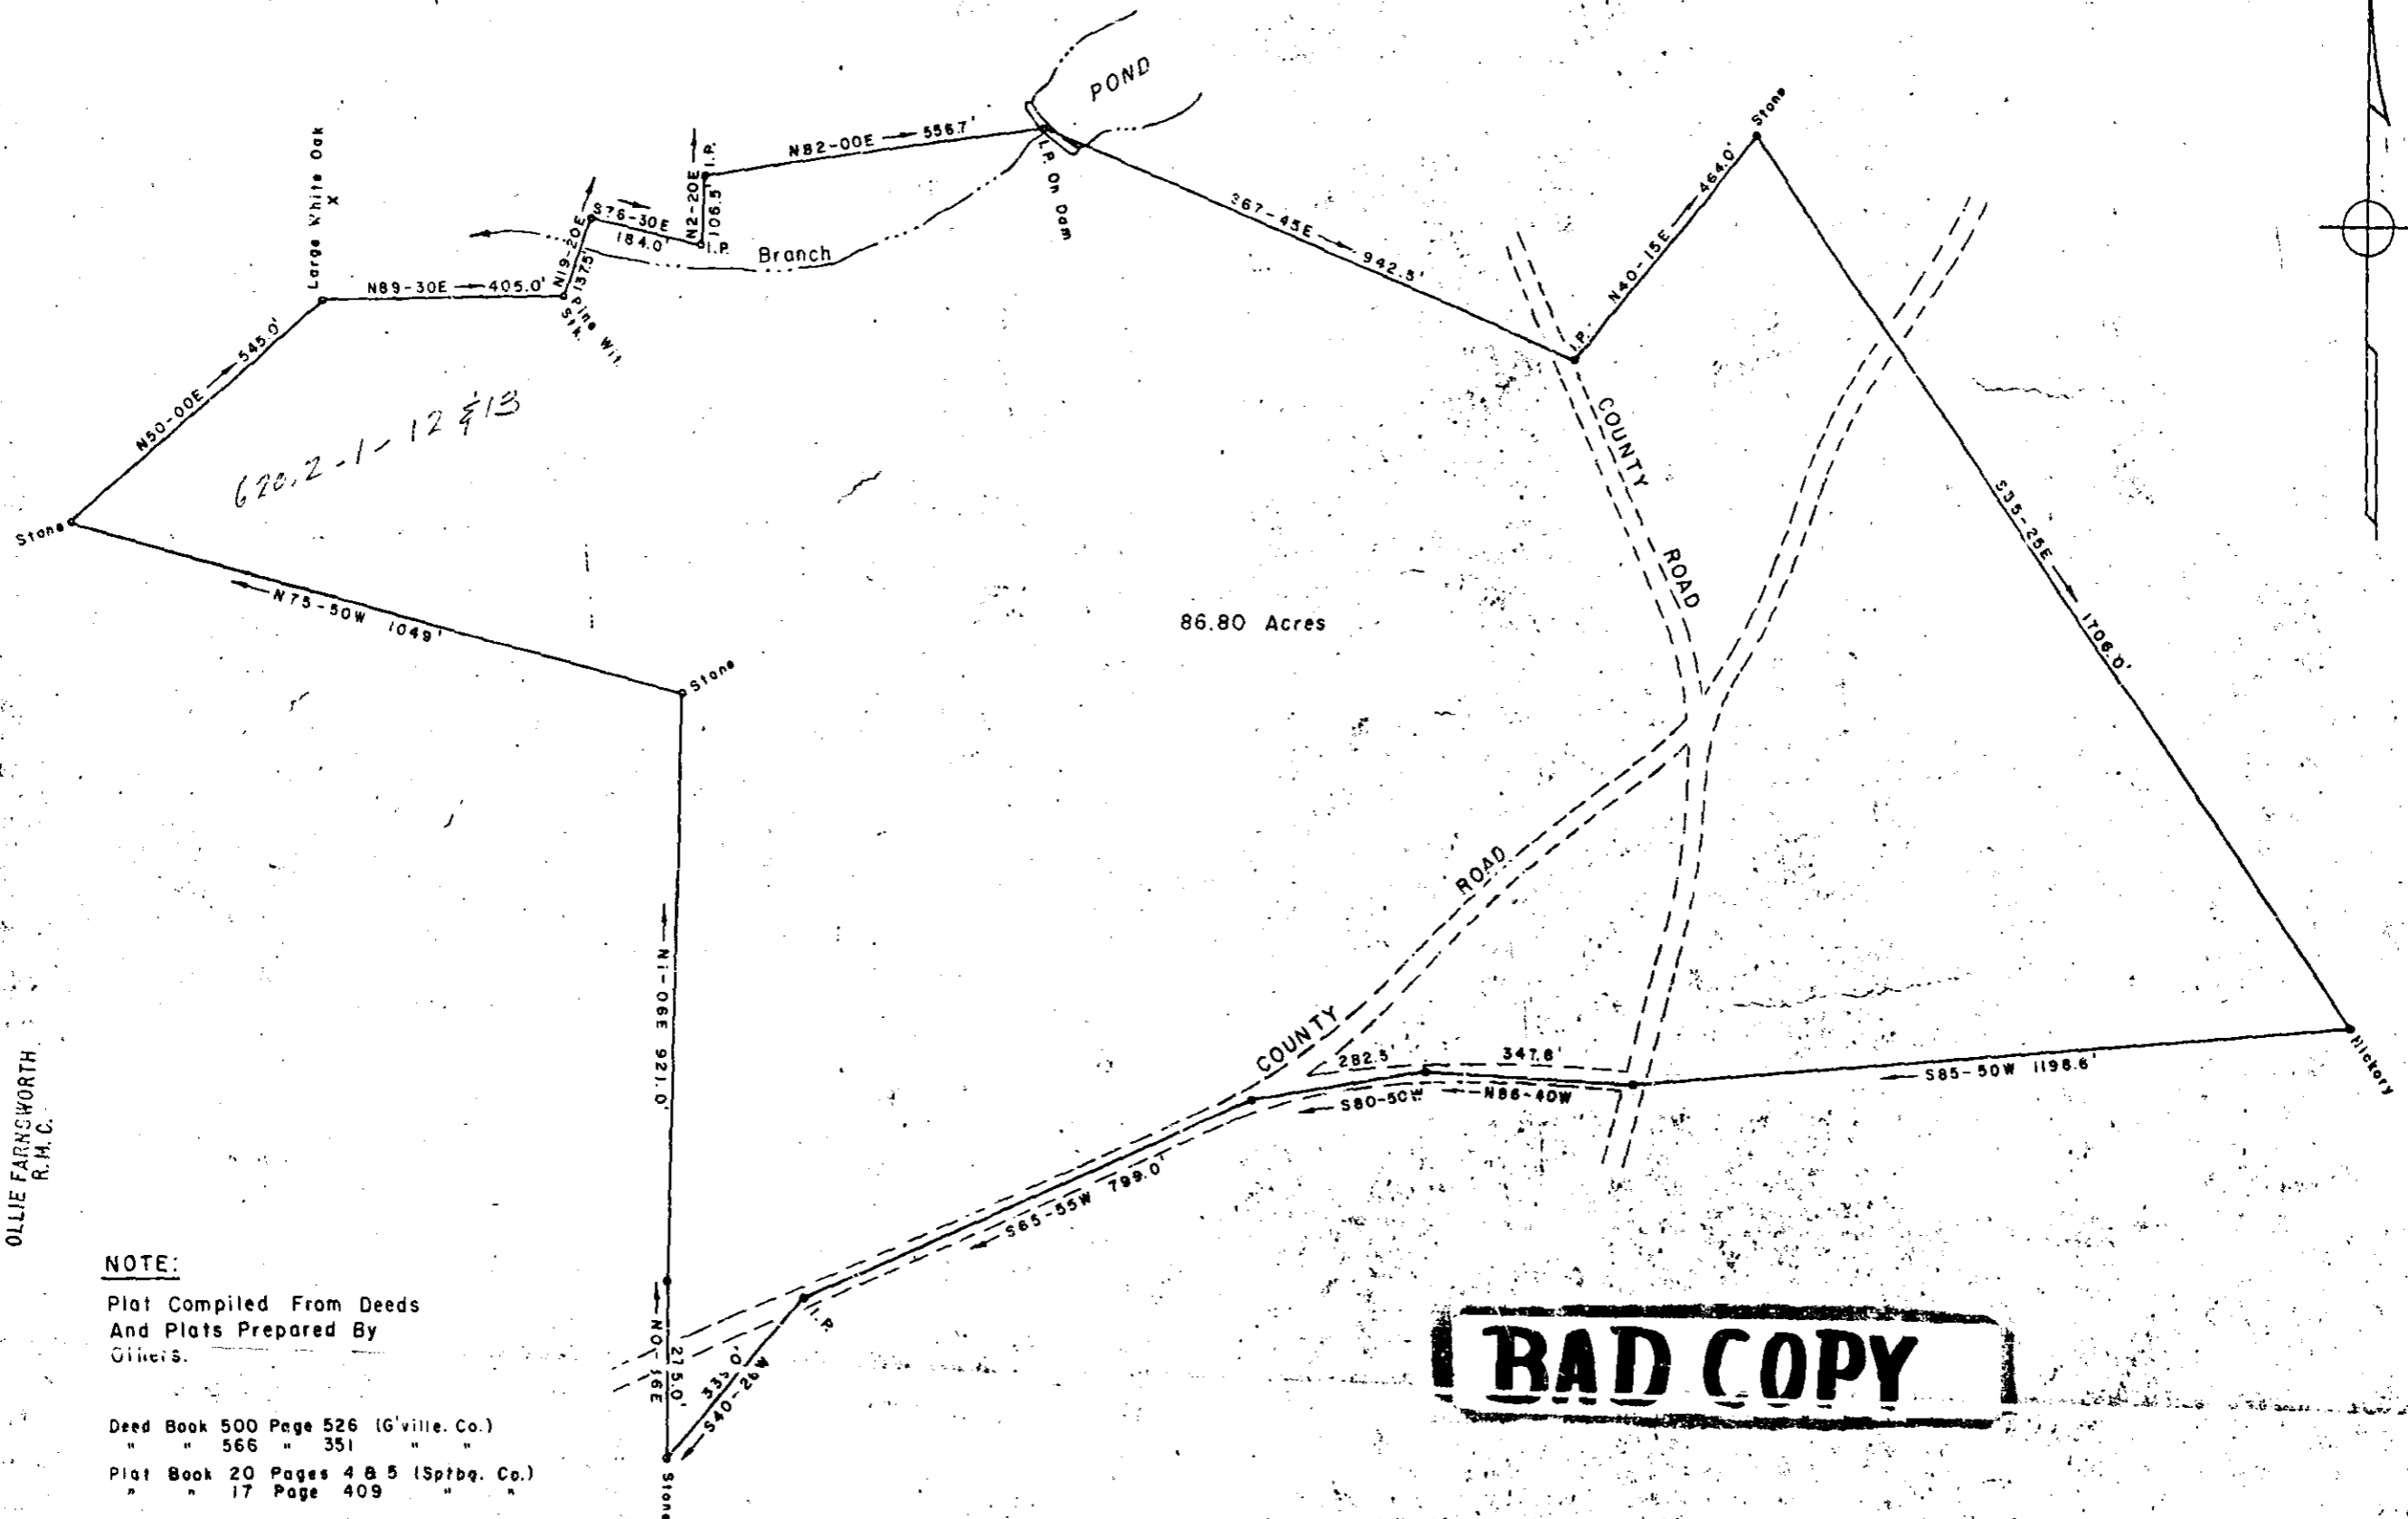 POND
Large White Oak
X
N82-00E 556.7'
I.P.
N2-20E
106.5'
I.P.
S76-30E
184.0'
N19-20E
137.5'
Pine Wit.
Stk.
Branch
I.P. On Dam
Stone
N89-30E 405.0'
S67-45E 942.5'
N40-15E 464.0'
I.P.
N50-00E 545.0'
620.2-1-12 & 13
COUNTY
ROAD
S35-25E 1706.0'
Stone
N75-50W 1049'
86.80 Acres
Stone
ROAD
COUNTY
N1-06E 921.0'
282.5'
347.8'
S80-50W
N86-40W
S85-50W 1198.6'
Hickory
S65-55W 799.0'
OLLIE FARNSWORTH
R.M.C.
I.P.
275.0'
S40-26W
Stone
NOTE:
Plat Compiled From Deeds
And Plats Prepared By
Others.
Deed Book 500 Page 526 (G'ville. Co.)
" " 566 " 351 " "
Plat Book 20 Pages 4 & 5 (Sptbg. Co.)
" " 17 Page 409 " "
BAD COPY